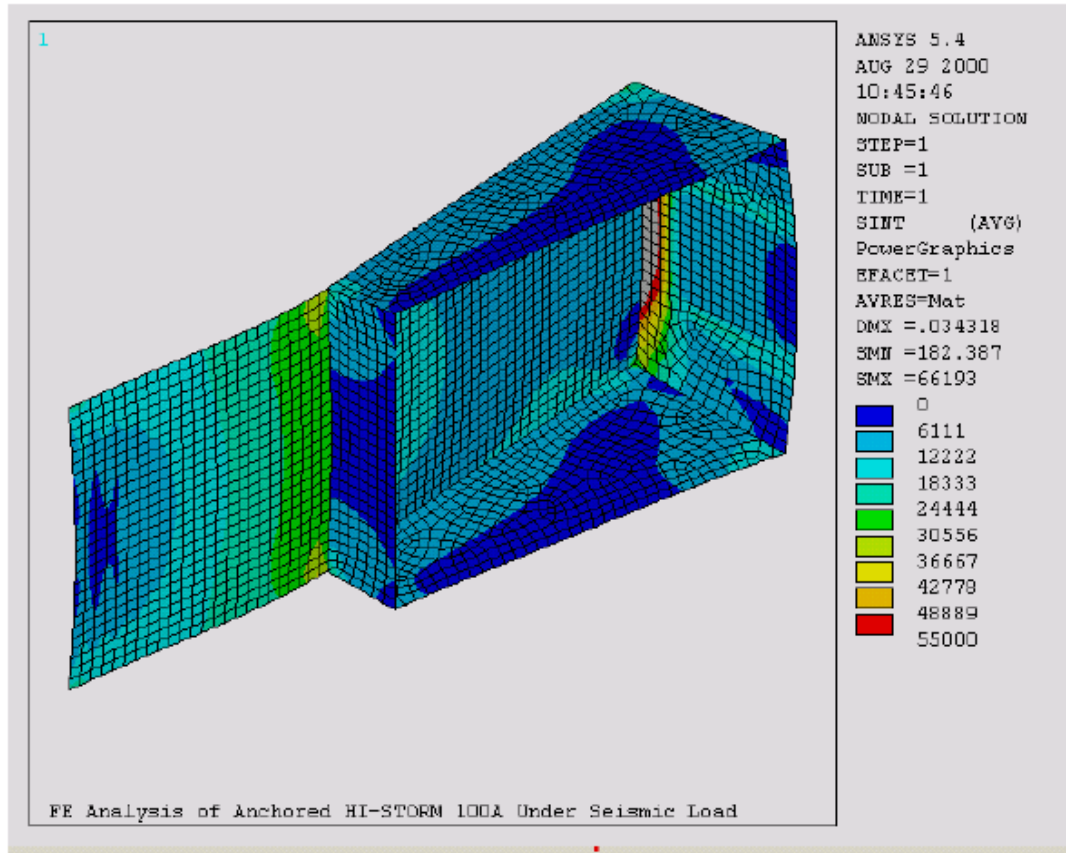 1
ANSYS 5.4
AUG 29 2000
10:45:46
NODAL SOLUTION
STEP=1
SUB =1
TIME=1
SINT (AVG)
PowerGraphics
EFACET=1
AVRES=Mat
DMX =.034318
SMN =182.387
SMX =66193
0
6111
12222
18333
24444
30556
36667
42778
48889
55000
FE Analysis of Anchored HI-STORM 100A Under Seismic Load